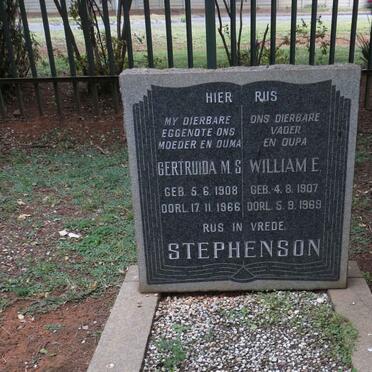 HIER RUS
MY DIERBARE
EGGENOTE ONS
MOEDER EN OUMA
GERTRUIDA M.S.
GEB. 5.6.1908
OORL. 17.11.1966
ONS DIERBARE
VADER
EN OUPA
WILLIAM E.
GEB. 4.8.1907
OORL. 5.9.1969
RUS IN VREDE.
STEPHENSON